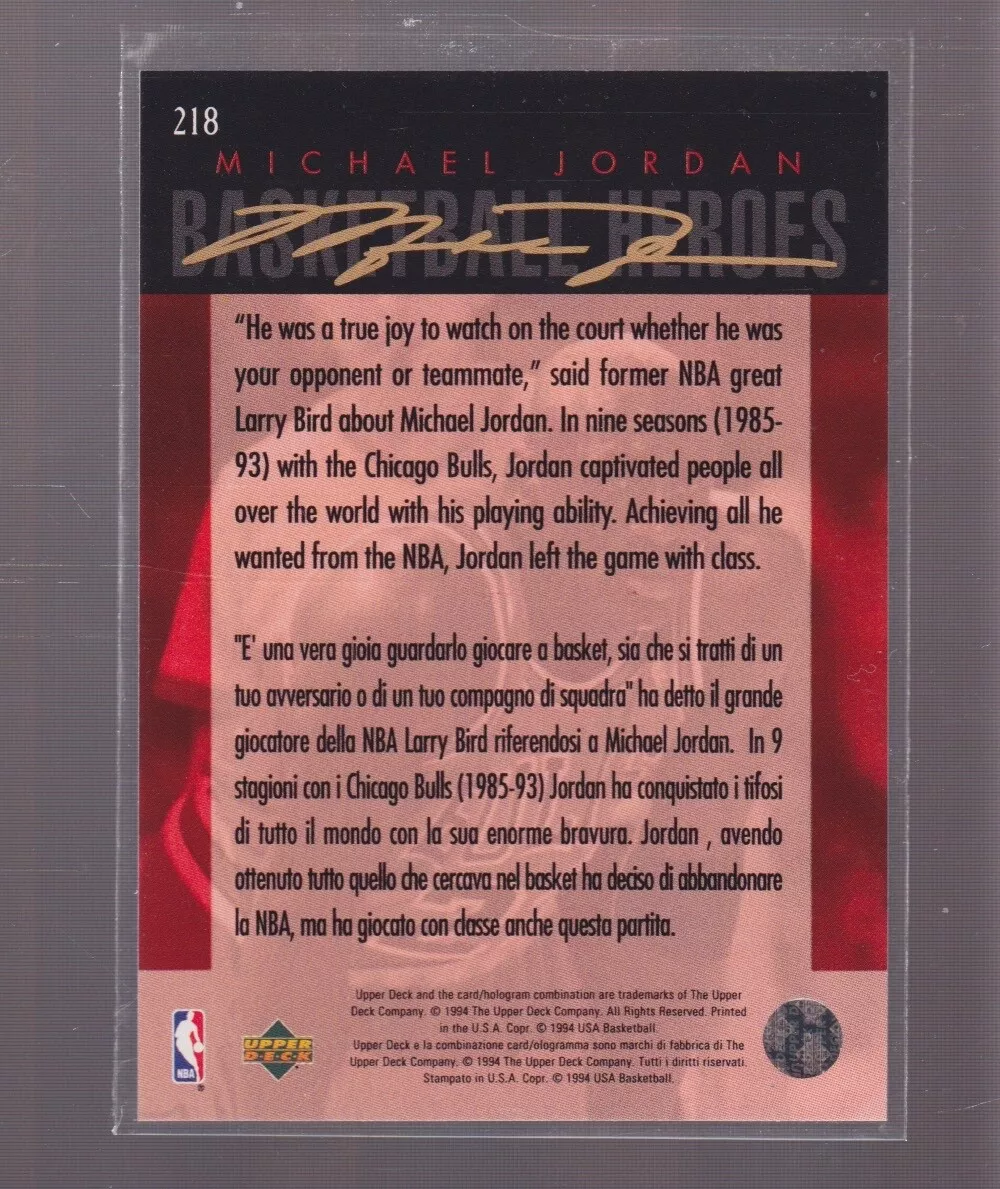 218
MICHAEL JORDAN
BASKETBALL HEROES
“He was a true joy to watch on the court whether he was
your opponent or teammate,” said former NBA great
Larry Bird about Michael Jordan. In nine seasons (1985-
93) with the Chicago Bulls, Jordan captivated people all
over the world with his playing ability. Achieving all he
wanted from the NBA, Jordan left the game with class.
"E' una vera gioia guardarlo giocare a basket, sia che si tratti di un
tuo avversario o di un tuo compagno di squadra" ha detto il grande
giocatore della NBA Larry Bird riferendosi a Michael Jordan. In 9
stagioni con i Chicago Bulls (1985-93) Jordan ha conquistato i tifosi
di tutto il mondo con la sua enorme bravura. Jordan , avendo
ottenuto tutto quello che cercava nel basket ha deciso di abbandonare
la NBA, ma ha giocato con classe anche questa partita.
Upper Deck and the card/hologram combination are trademarks of The Upper
Deck Company. © 1994 The Upper Deck Company. All Rights Reserved. Printed
in the U.S.A. Copr. © 1994 USA Basketball.
Upper Deck e la combinazione card/ologramma sono marchi di fabbrica di The
Upper Deck Company. © 1994 The Upper Deck Company. Tutti i diritti riservati.
Stampato in U.S.A. Copr. © 1994 USA Basketball.
NBA ®
UPPER
DECK